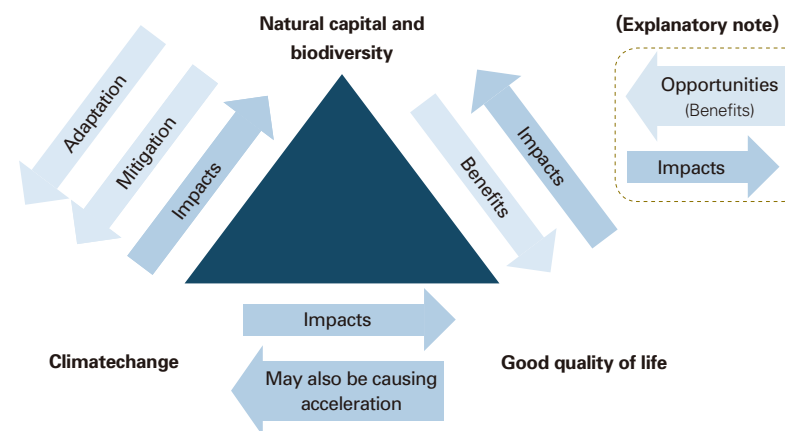 Natural capital and
biodiversity
(Explanatory note)
Adaptation
Mitigation
Impacts
Benefits
Impacts
Opportunities
(Benefits)
Impacts
Impacts
Climatechange
Good quality of life
May also be causing
acceleration